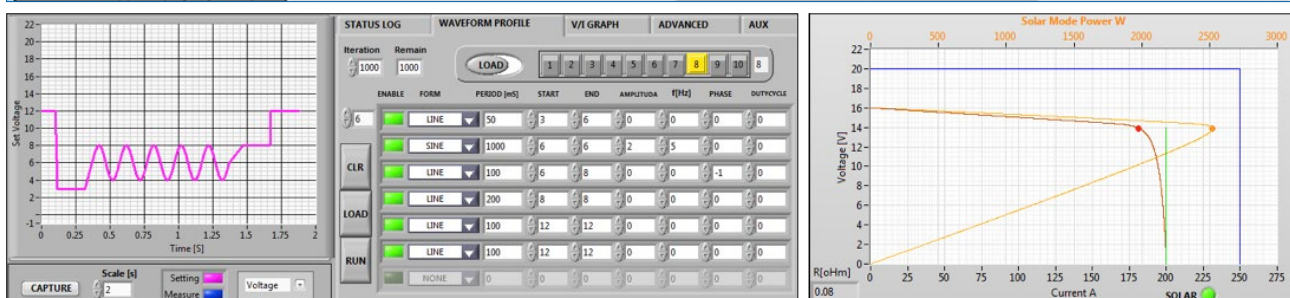 STATUS LOG WAVEFORM PROFILE V/I GRAPH ADVANCED AUX
Iteration Remain
1000 1000 LOAD 1 2 3 4 5 6 7 8 9 10 8
ENABLE FORM PERIOD [mS] START END AMPLITUDA f[Hz] PHASE DUTYCYCLE
6 LINE 50 3 6 0 0 0 0
SINE 1000 6 6 2 5 0 0
CLR LINE 100 6 8 0 0 -1 0
LINE 200 8 8 0 0 0 0
LOAD
LINE 100 12 12 0 0 0 0
RUN LINE 100 12 12 0 0 0 0
NONE 0 0 0 0 0 0 0
Set Voltage
22
20
18
16
14
12
10
8
6
4
2
-1
0 0.25 0.5 0.75 1 1.25 1.5 1.75 2
Time [S]
CAPTURE Scale [s] 2 Setting Measure Voltage
Solar Mode Power W
0 500 1000 1500 2000 2500 3000
Voltage [V]
22
20
18
16
14
12
10
8
6
4
2
0
0 25 50 75 100 125 150 175 200 225 250 275
Current A
R[oHm]
0.08
SOLAR